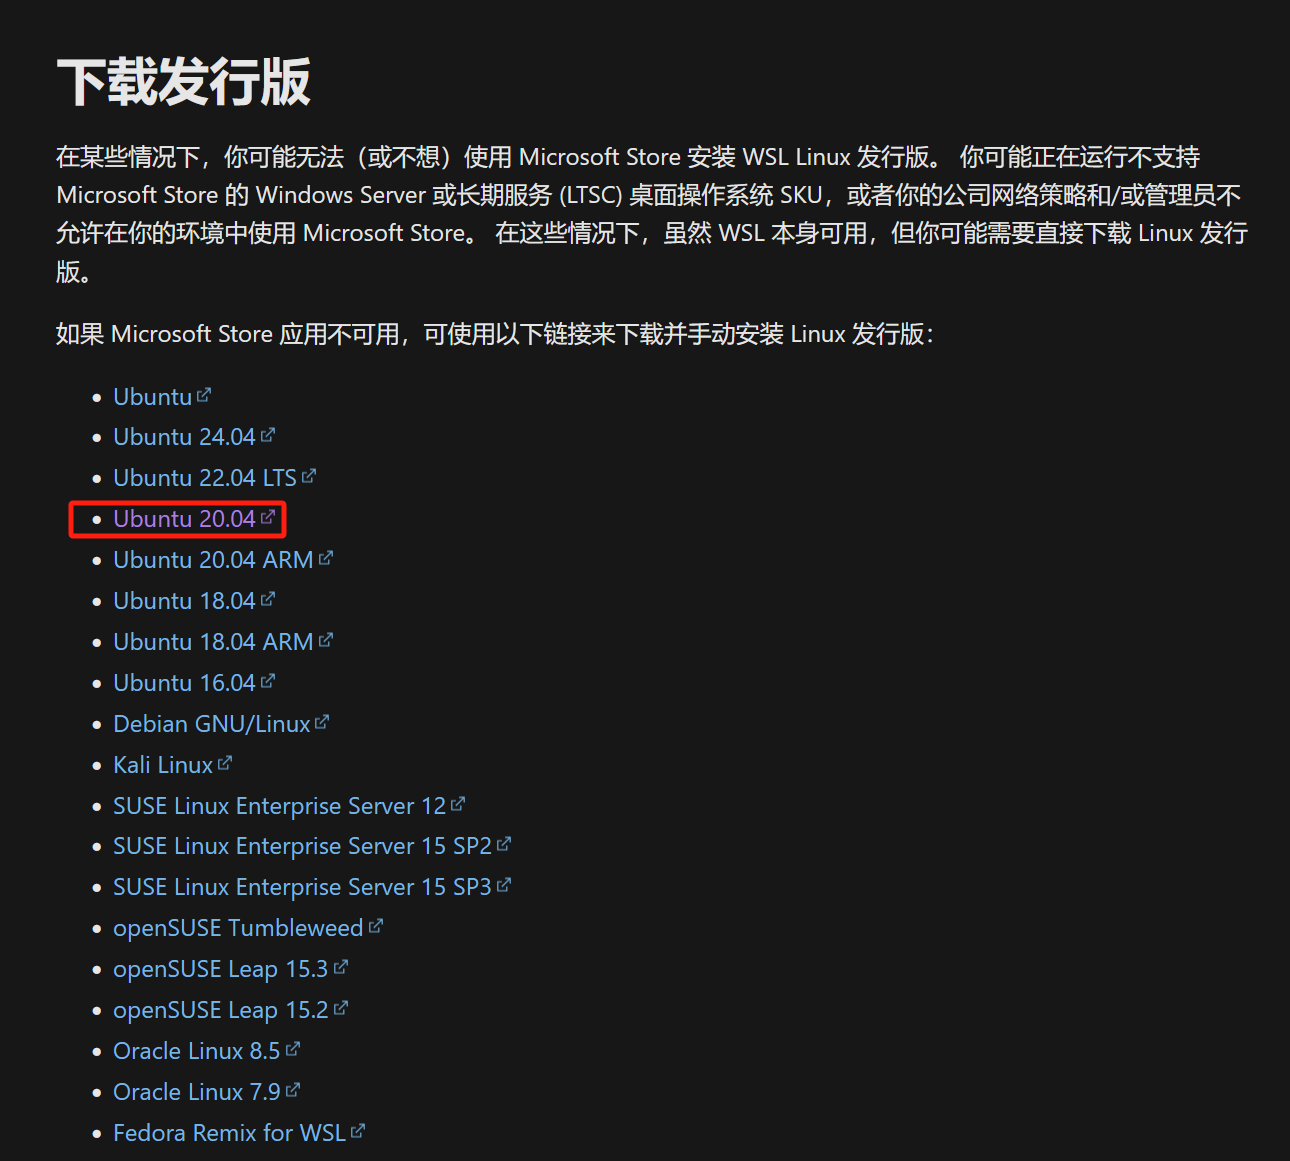 下载发行版
在某些情况下，你可能无法（或不想）使用 Microsoft Store 安装 WSL Linux 发行版。 你可能正在运行不支持
Microsoft Store 的 Windows Server 或长期服务 (LTSC) 桌面操作系统 SKU，或者你的公司网络策略和/或管理员不
允许在你的环境中使用 Microsoft Store。 在这些情况下，虽然 WSL 本身可用，但你可能需要直接下载 Linux 发行
版。
如果 Microsoft Store 应用不可用，可使用以下链接来下载并手动安装 Linux 发行版：
• Ubuntu
• Ubuntu 24.04
• Ubuntu 22.04 LTS
• Ubuntu 20.04
• Ubuntu 20.04 ARM
• Ubuntu 18.04
• Ubuntu 18.04 ARM
• Ubuntu 16.04
• Debian GNU/Linux
• Kali Linux
• SUSE Linux Enterprise Server 12
• SUSE Linux Enterprise Server 15 SP2
• SUSE Linux Enterprise Server 15 SP3
• openSUSE Tumbleweed
• openSUSE Leap 15.3
• openSUSE Leap 15.2
• Oracle Linux 8.5
• Oracle Linux 7.9
• Fedora Remix for WSL